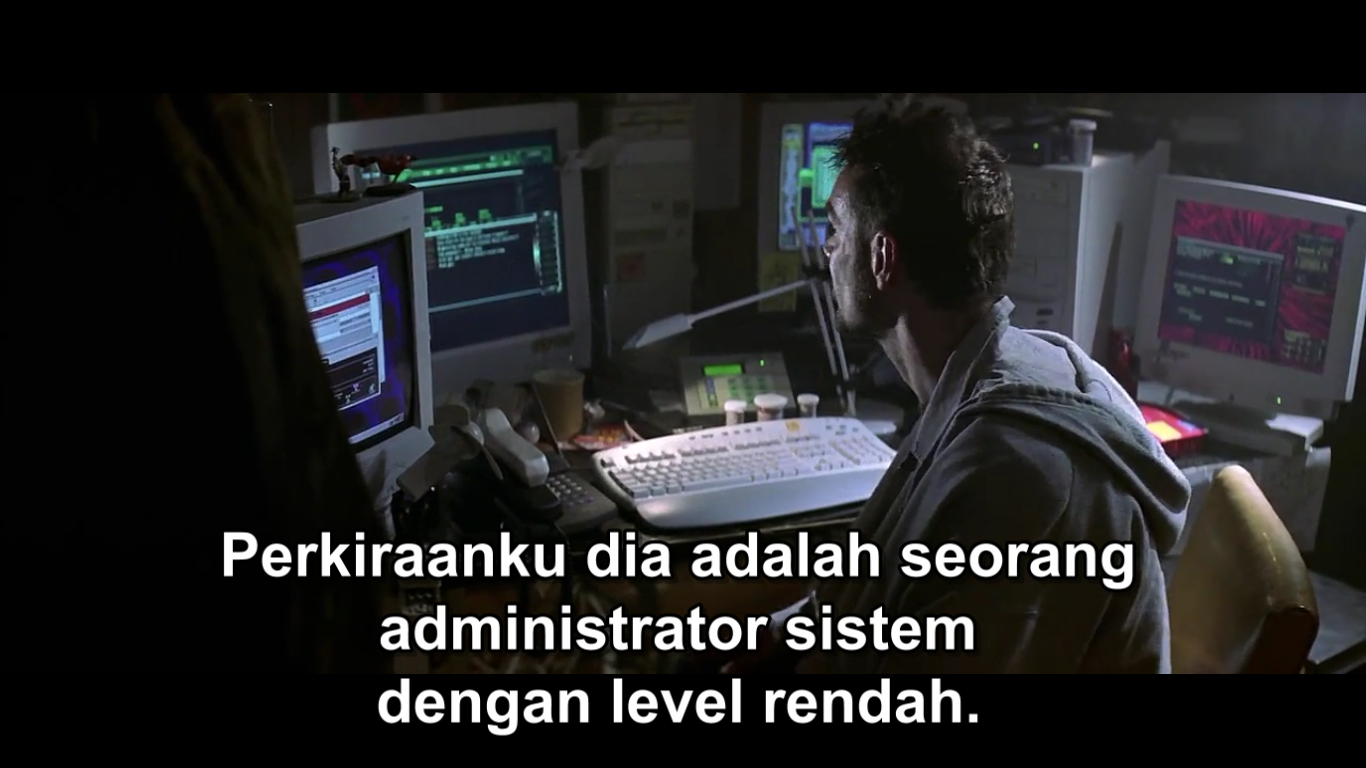 Perkiraanku dia adalah seorang
administrator sistem
dengan level rendah.